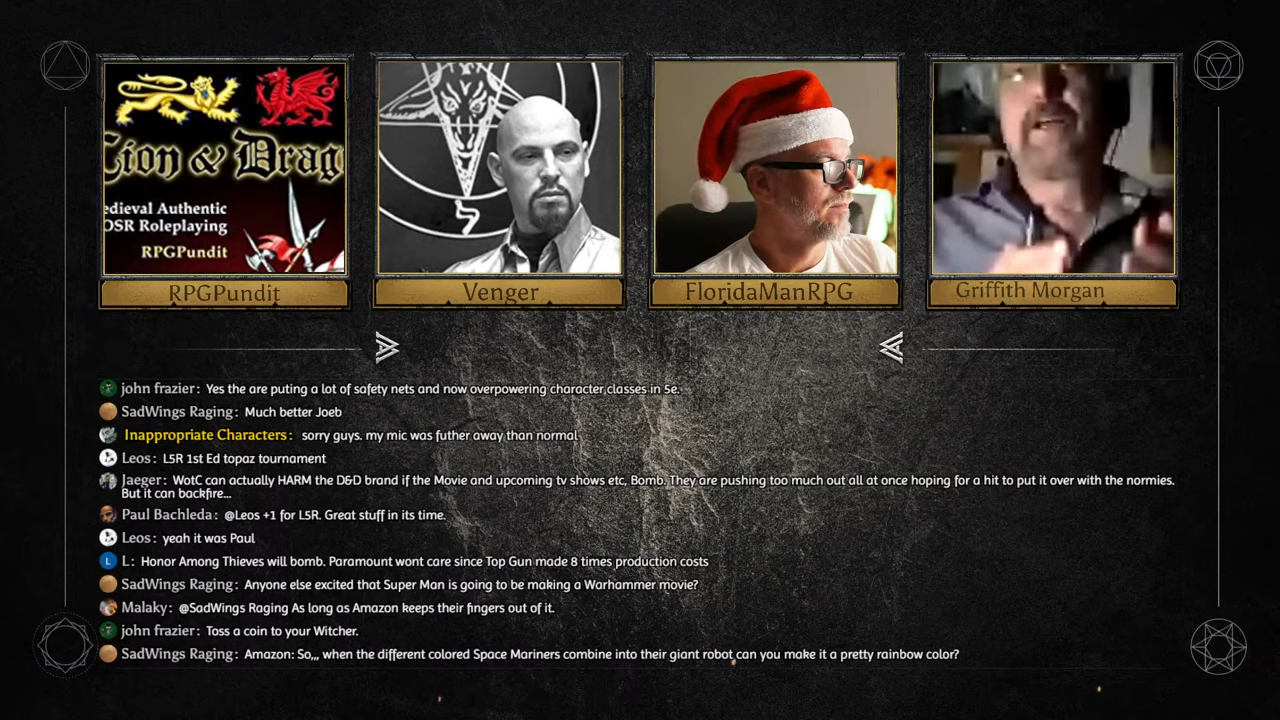 Lion & Drag
edieval Authentic
OSR Roleplaying
RPGPundit
RPGPundit
Venger
FloridaManRPG
Griffith Morgan
john frazier: Yes the are puting a lot of safety nets and now overpowering character classes in 5e.
SadWings Raging: Much better Joeb
Inappropriate Characters: sorry guys. my mic was futher away than normal
Leos: L5R 1st Ed topaz tournament
Jaeger: WotC can actually HARM the D&D brand if the Movie and upcoming tv shows etc, Bomb. They are pushing too much out all at once hoping for a hit to put it over with the normies.
But it can backfire...
Paul Bachleda: @Leos +1 for L5R. Great stuff in its time.
Leos: yeah it was Paul
L L: Honor Among Thieves will bomb. Paramount wont care since Top Gun made 8 times production costs
SadWings Raging: Anyone else excited that Super Man is going to be making a Warhammer movie?
Malaky: @SadWings Raging As long as Amazon keeps their fingers out of it.
john frazier: Toss a coin to your Witcher.
SadWings Raging: Amazon: So,,, when the different colored Space Mariners combine into their giant robot can you make it a pretty rainbow color?